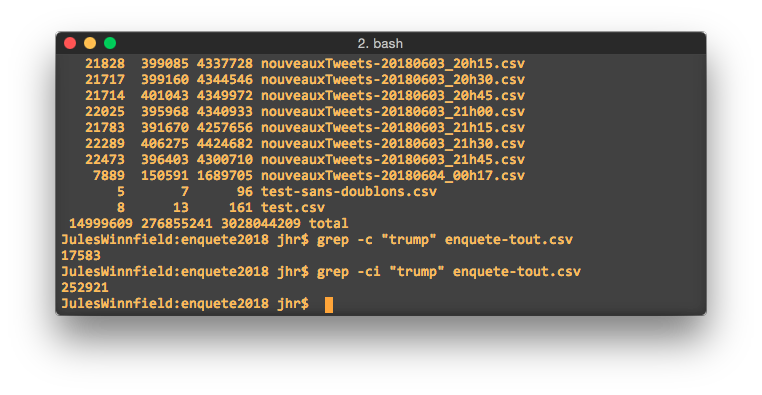 2. bash
21828 399085 4337728 nouveauxTweets-20180603_20h15.csv
21717 399160 4344546 nouveauxTweets-20180603_20h30.csv
21714 401043 4349972 nouveauxTweets-20180603_20h45.csv
22025 395968 4340933 nouveauxTweets-20180603_21h00.csv
21783 391670 4257656 nouveauxTweets-20180603_21h15.csv
22289 406275 4424682 nouveauxTweets-20180603_21h30.csv
22473 396403 4300710 nouveauxTweets-20180603_21h45.csv
7889 150591 1689705 nouveauxTweets-20180604_00h17.csv
5 7 96 test-sans-doublons.csv
8 13 161 test.csv
14999609 276855241 3028044209 total
JulesWinnfield:enquete2018 jhr$ grep -c "trump" enquete-tout.csv
17583
JulesWinnfield:enquete2018 jhr$ grep -ci "trump" enquete-tout.csv
252921
JulesWinnfield:enquete2018 jhr$